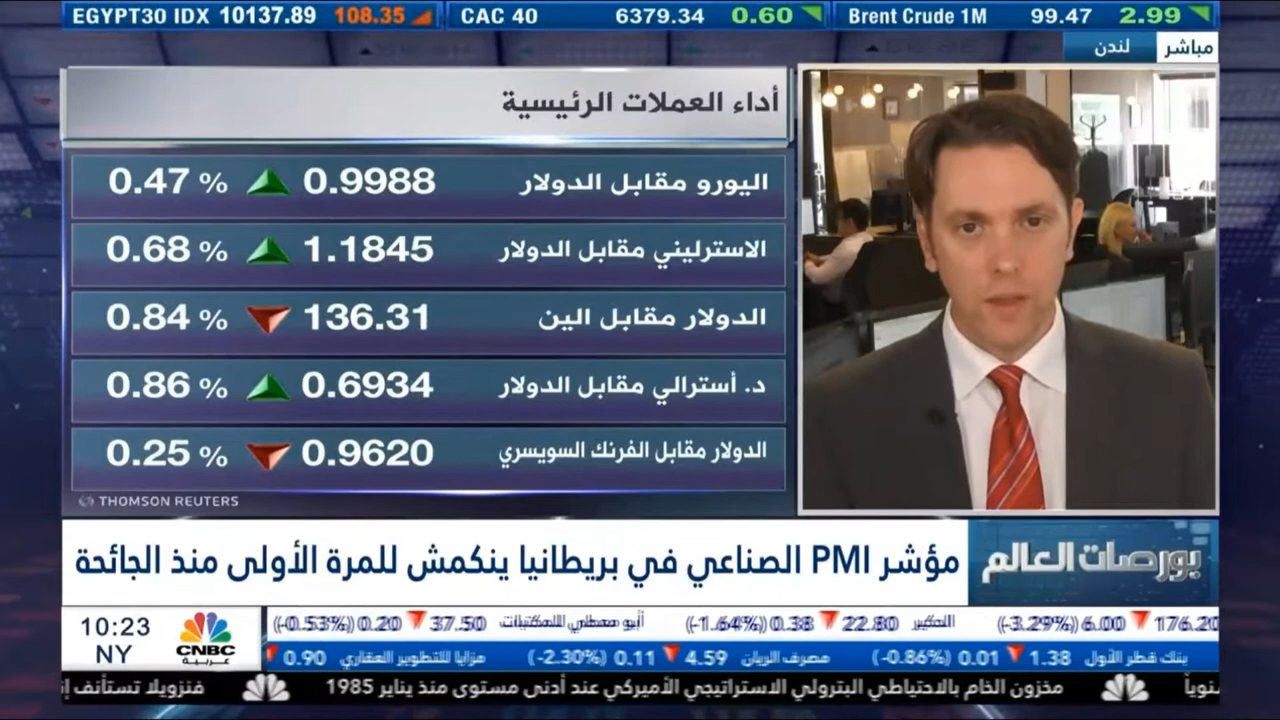 EGYPT30 IDX 10137.89 108.35 CAC 40 6379.34 0.60 Brent Crude 1M 99.47 2.99
مباشر لندن
أداء العملات الرئيسية
اليورو مقابل الدولار 0.9988 0.47 %
الاسترليني مقابل الدولار 1.1845 0.68 %
الدولار مقابل الين 136.31 0.84 %
د. أسترالي مقابل الدولار 0.6934 0.86 %
الدولار مقابل الفرنك السويسري 0.9620 0.25 %
THOMSON REUTERS
بورصات العالم
مؤشر PMI الصناعي في بريطانيا ينكمش للمرة الأولى منذ الجائحة
10:23
NY
CNBC
عربية
176.20 6.00 (-3.29%) 22.80 0.38 (-1.64%) أبو معطي للمكتبات 37.50 0.20 (-0.53%)
بنك قطر الأول 1.38 0.01 (-0.86%) مصرف الريان 4.59 0.11 (-2.30%) مزايا للتطوير العقاري 0.90
مخزون الخام بالاحتياطي البترولي الاستراتيجي الأميركي عند أدنى مستوى منذ يناير 1985 فنزويلا تستأنف